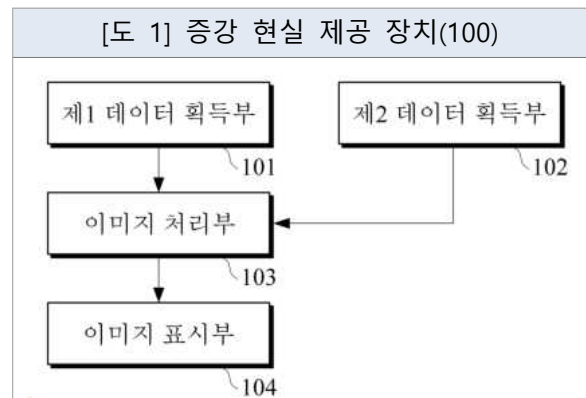 [도 1] 증강 현실 제공 장치(100)
제1 데이터 획득부
제2 데이터 획득부
101
102
이미지 처리부
103
이미지 표시부
104